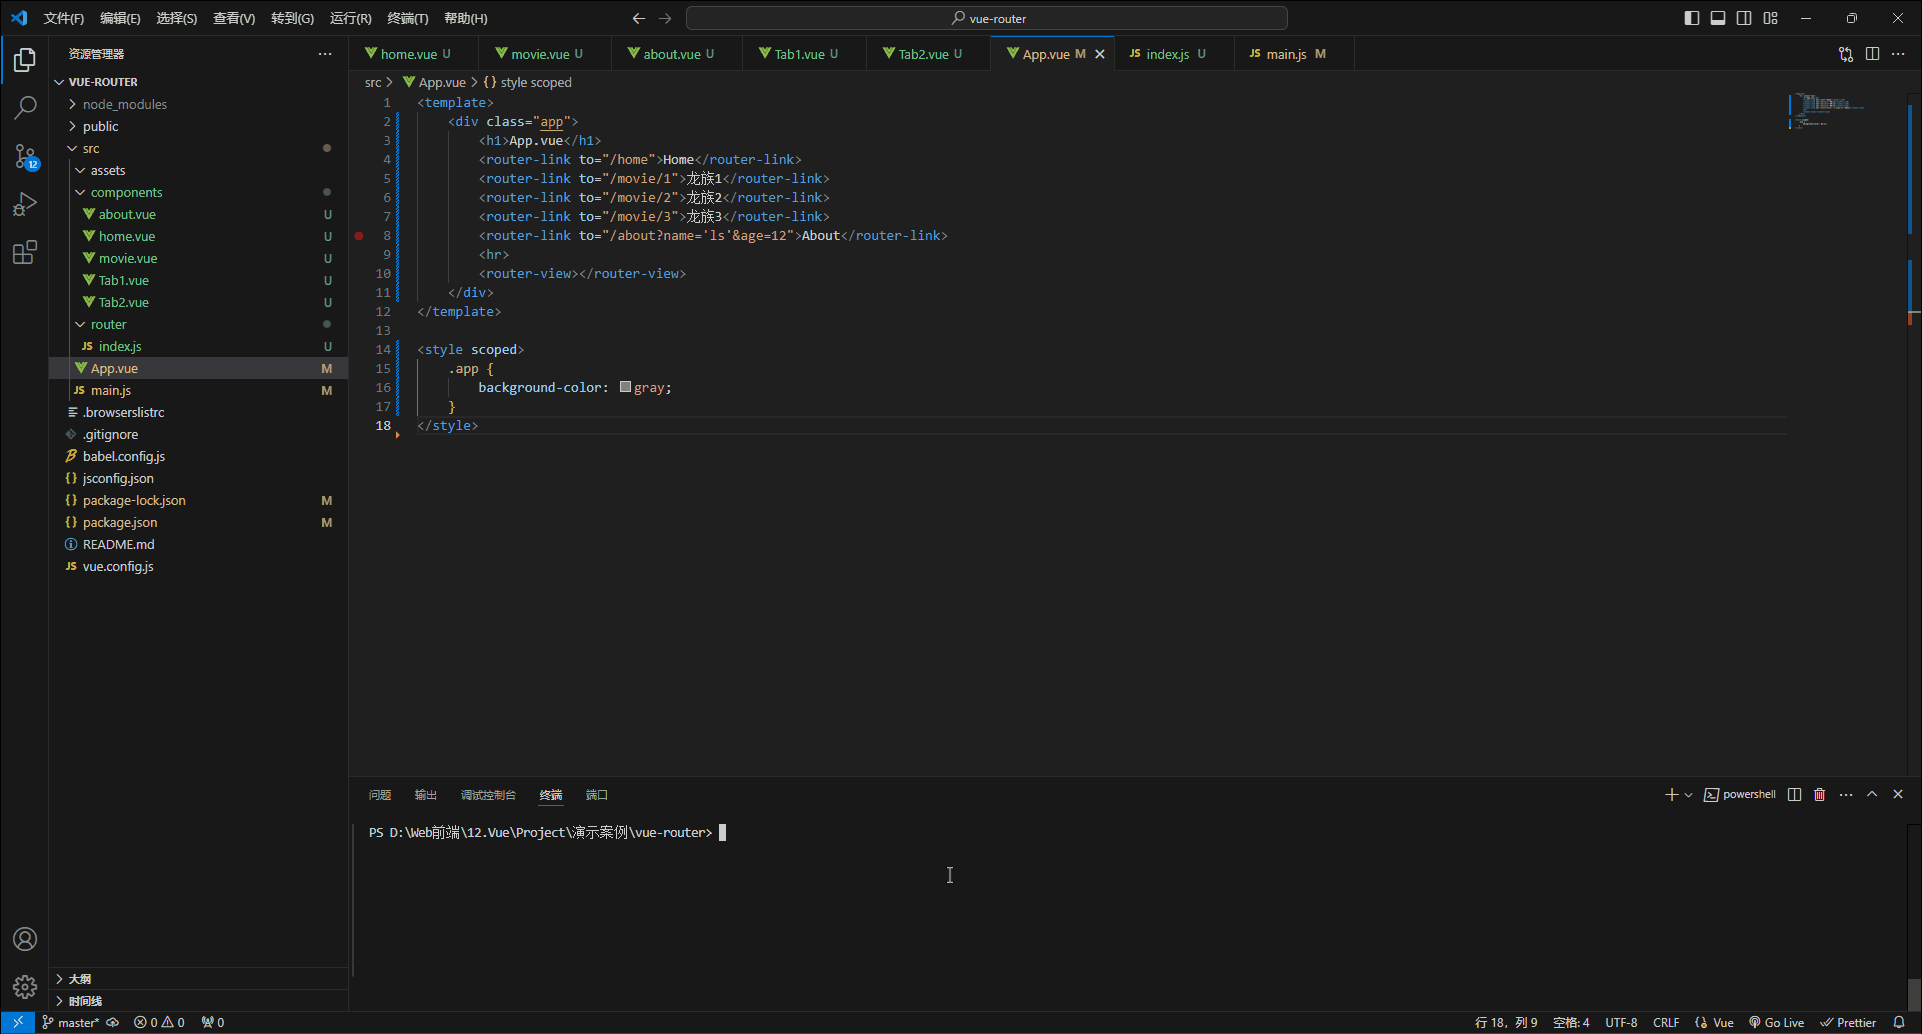 文件(F) 编辑(E) 选择(S) 查看(V) 转到(G) 运行(R) 终端(T) 帮助(H)
vue-router
资源管理器
VUE-ROUTER
node_modules
public
src
assets
components
about.vue U
home.vue U
movie.vue U
Tab1.vue U
Tab2.vue U
router
JS index.js U
App.vue M
JS main.js M
.browserslistrc
.gitignore
babel.config.js
{} jsconfig.json
{} package-lock.json M
{} package.json M
README.md
JS vue.config.js
大纲
时间线
12
home.vue U movie.vue U about.vue U Tab1.vue U Tab2.vue U App.vue M JS index.js U JS main.js M
src > App.vue > {} style scoped
1 <template>
2 <div class="app">
3 <h1>App.vue</h1>
4 <router-link to="/home">Home</router-link>
5 <router-link to="/movie/1">龙族1</router-link>
6 <router-link to="/movie/2">龙族2</router-link>
7 <router-link to="/movie/3">龙族3</router-link>
8 <router-link to="/about?name='ls'&age=12">About</router-link>
9 <hr>
10 <router-view></router-view>
11 </div>
12 </template>
13
14 <style scoped>
15 .app {
16 background-color: gray;
17 }
18 </style>
问题 输出 调试控制台 终端 端口
powershell
PS D:\Web前端\12.Vue\Project\演示案例\vue-router>
master* 0 0 0
行 18，列 9 空格: 4 UTF-8 CRLF Vue Go Live Prettier